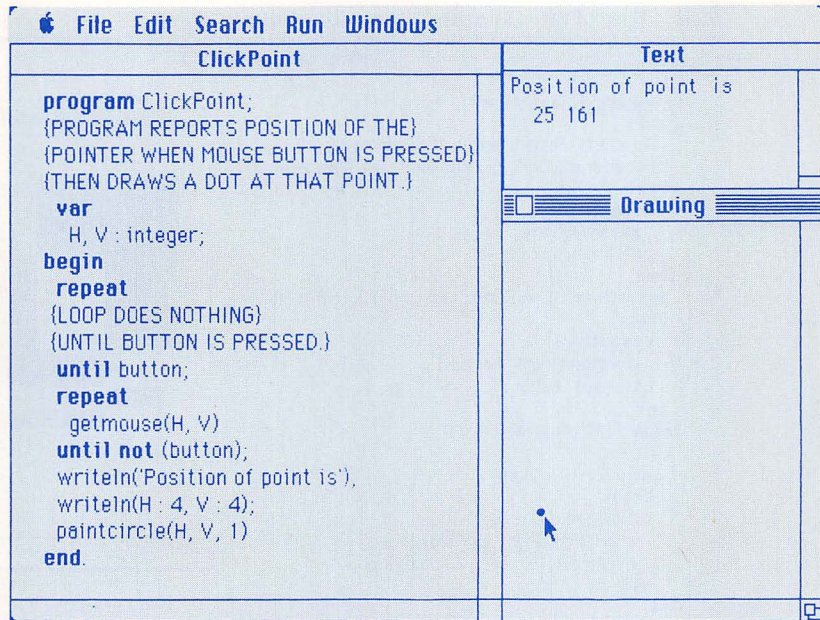 File Edit Search Run Windows
ClickPoint
program ClickPoint;
{PROGRAM REPORTS POSITION OF THE}
{POINTER WHEN MOUSE BUTTON IS PRESSED}
{THEN DRAWS A DOT AT THAT POINT.}
var
H, V : integer;
begin
repeat
{LOOP DOES NOTHING}
{UNTIL BUTTON IS PRESSED.}
until button;
repeat
getmouse(H, V)
until not (button);
writeln('Position of point is');
writeln(H : 4, V : 4);
paintcircle(H, V, 1)
end.
Text
Position of point is
25 161
Drawing